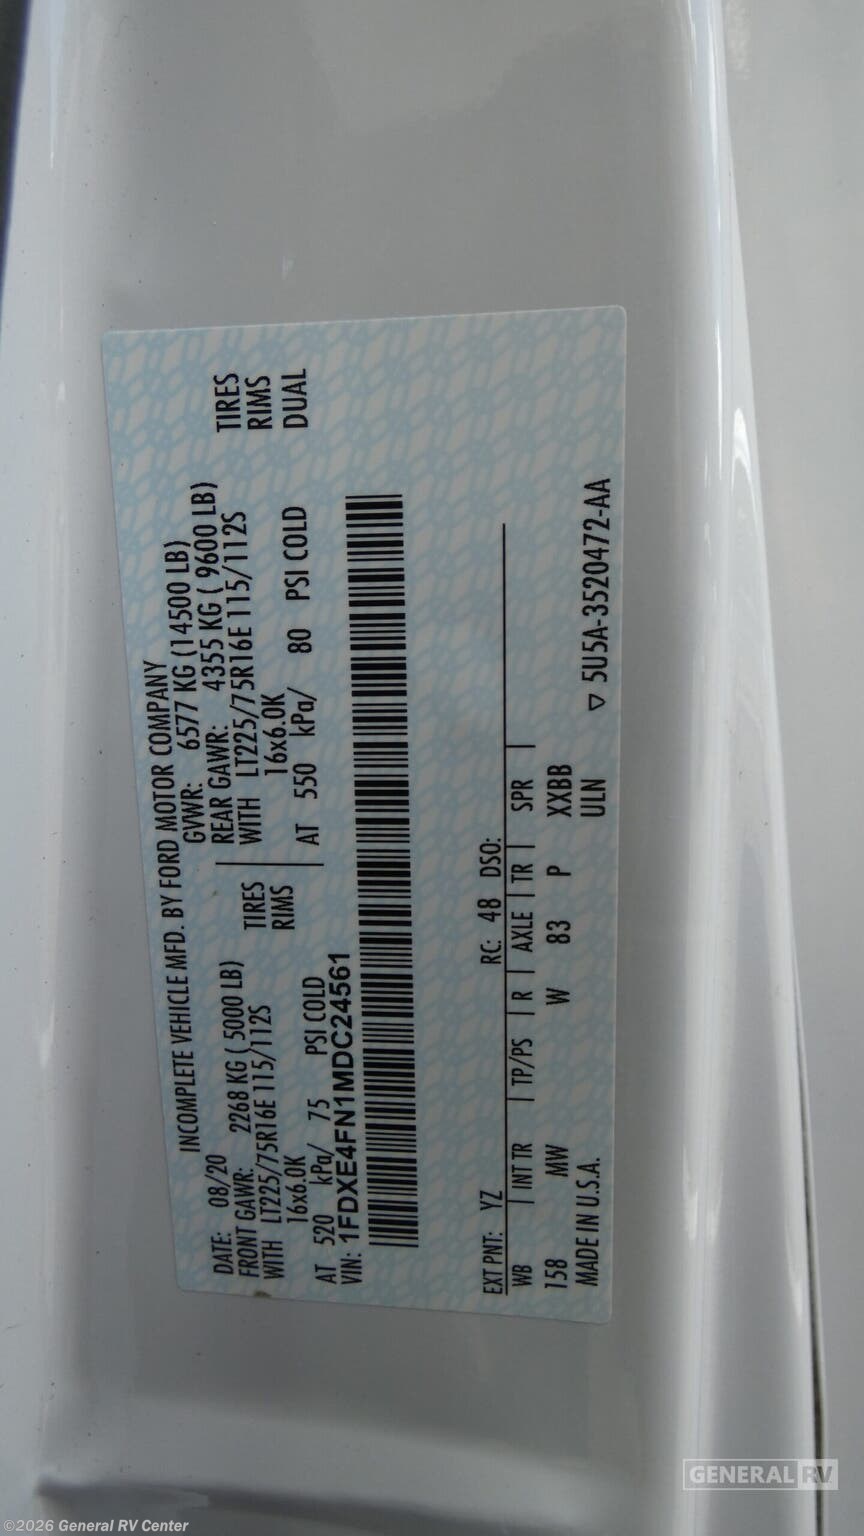 INCOMPLETE VEHICLE MFD. BY FORD MOTOR COMPANY
DATE: 08/20 GVWR: 6577 KG (14500 LB)
FRONT GAWR: 2268 KG ( 5000 LB) REAR GAWR: 4355 KG ( 9600 LB)
WITH LT225/75R16E 115/112S TIRES WITH LT225/75R16E 115/112S TIRES
16x6.0K RIMS 16x6.0K RIMS
AT 520 kPa/ 75 PSI COLD AT 550 kPa/ 80 PSI COLD DUAL
VIN: 1FDXE4FN1MDC24561
EXT PNT: YZ RC: 48 DSO:
WB | INT TR | TP/PS | R | AXLE | TR | SPR |
158 MW W 83 P XXBB
MADE IN U.S.A. ULN
▽ 5U5A-3520472-AA
GENERAL RV
©2026 General RV Center